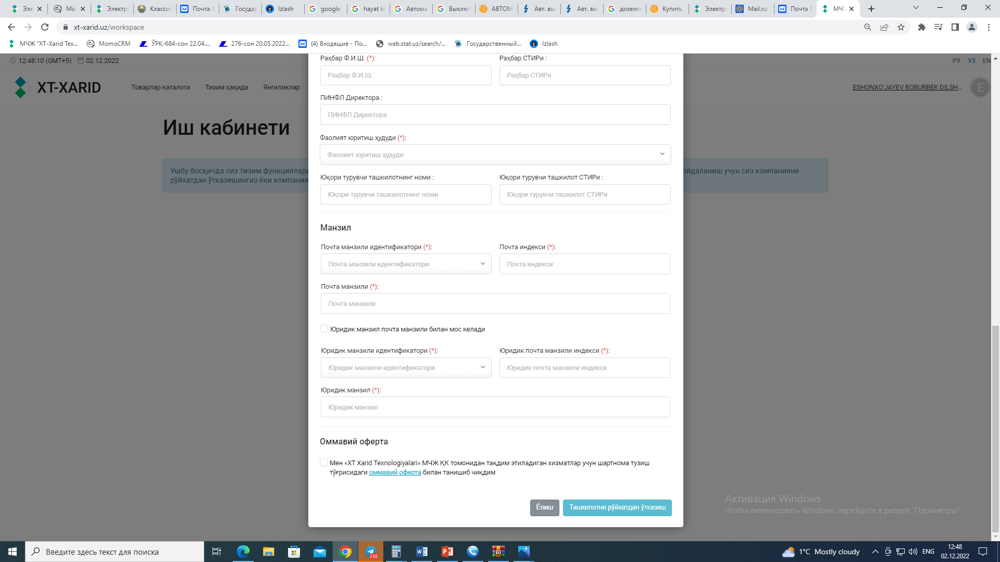 Эле
Мо
Электро
Классис
Почта М
Государ
Izlash
google
hayat k
Автома
Выключ
АВТОМ
Авт. вы
Авт. вы
дизелн
Купить
Электро
Mail.ru:
Почта М
МЧЖ
xt-xarid.uz/workspace
МЧЖ "XT-Xarid Tex...
MomoCRM
ЎРҚ-684-сон 22.04....
276-сон 20.05.2022...
(4) Входящие - По...
web.stat.uz/search/...
Государственный...
Izlash
12:48:10 (GMT+5)
02.12.2022
РУ УЗ EN
XT-XARID
Товарлар каталоги
Тизим ҳақида
Янгиликлар
ESHONXO'JAYEV BOBURBEK DILSH...
E
Иш кабинети
Ушбу босқичда сиз тизим функциялари
ойдаланиш учун сиз компанияни
рўйхатдан ўтказишингиз ёки компания
Раҳбар Ф.И.Ш. (*):
Раҳбар СТИРи :
Раҳбар Ф.И.Ш.
Раҳбар СТИРи
ПИНФЛ Директора :
ПИНФЛ Директора
Фаолият юритиш ҳудуди (*):
Фаолият юритиш ҳудуди
Юқори турувчи ташкилотнинг номи :
Юқори турувчи ташкилот СТИРи :
Юқори турувчи ташкилотнинг номи
Юқори турувчи ташкилот СТИРи
Манзил
Почта манзили идентификатори (*):
Почта индекси (*):
Почта манзили идентификатори
Почта индекси
Почта манзили (*):
Почта манзили
Юридик манзил почта манзили билан мос келади
Юридик манзили идентификатори (*):
Юридик почта манзили индекси (*):
Юридик манзили идентификатори
Юридик почта манзили индекси
Юридик манзил (*):
Юридик манзил
Оммавий оферта
Мен «XT Xarid Texnologiyalari» МЧЖ ҚК томонидан тақдим этиладиган хизматлар учун шартнома тузиш
тўғрисидаги оммавий оферта билан танишиб чиқдим
Ёпиш
Ташкилотни рўйхатдан ўтказиш
Активация Windows
Чтобы активировать Windows, перейдите в раздел "Параметры".
Введите здесь текст для поиска
250
1°C Mostly cloudy
ENG
12:48
02.12.2022